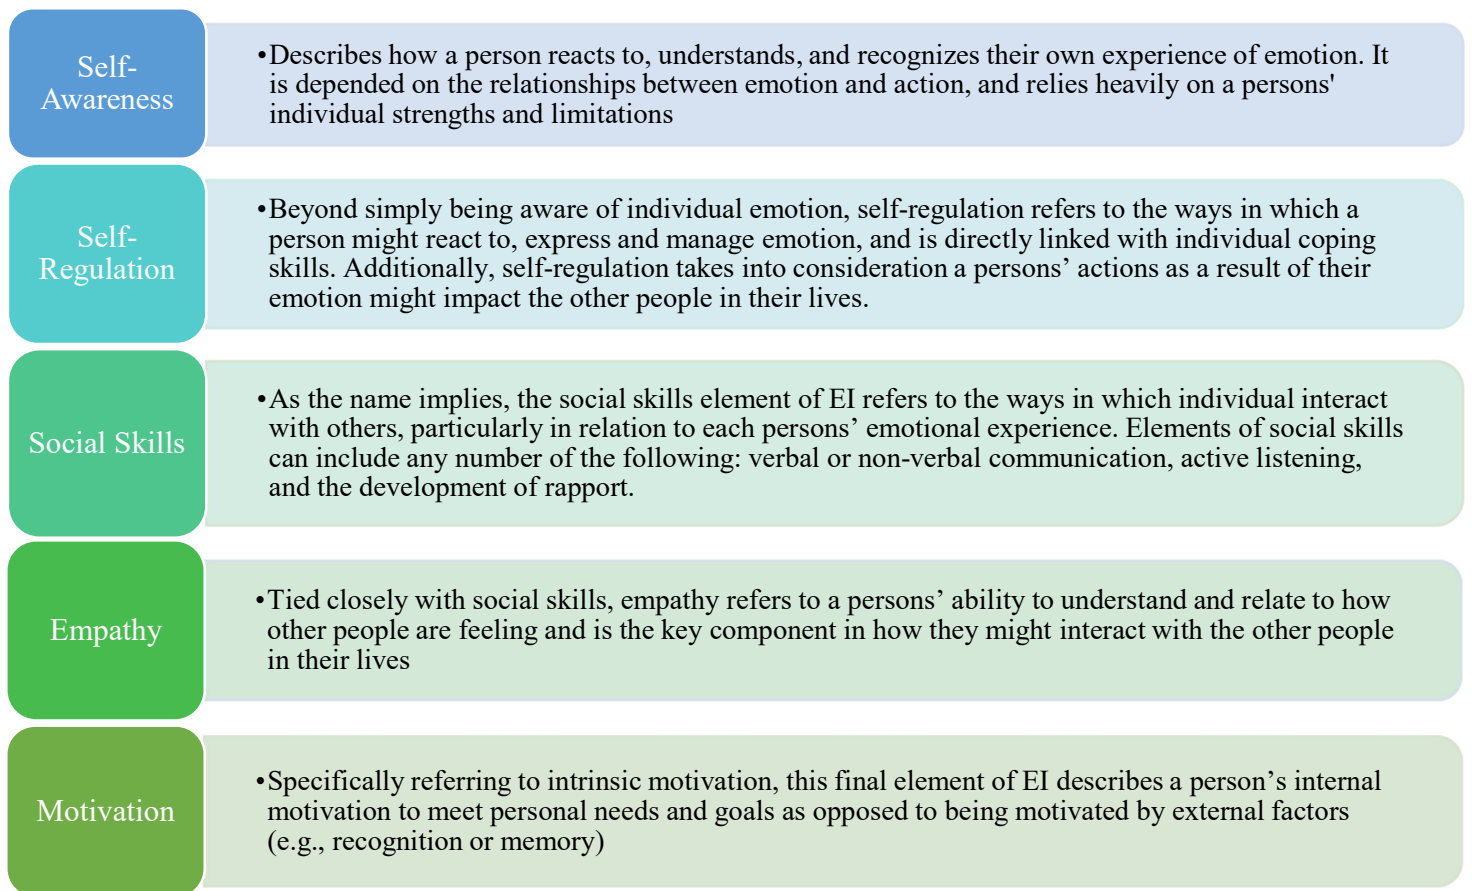 Self-
Awareness
•Describes how a person reacts to, understands, and recognizes their own experience of emotion. It
is depended on the relationships between emotion and action, and relies heavily on a persons'
individual strengths and limitations
Self-
Regulation
•Beyond simply being aware of individual emotion, self-regulation refers to the ways in which a
person might react to, express and manage emotion, and is directly linked with individual coping
skills. Additionally, self-regulation takes into consideration a persons’ actions as a result of their
emotion might impact the other people in their lives.
Social Skills
•As the name implies, the social skills element of EI refers to the ways in which individual interact
with others, particularly in relation to each persons’ emotional experience. Elements of social skills
can include any number of the following: verbal or non-verbal communication, active listening,
and the development of rapport.
Empathy
•Tied closely with social skills, empathy refers to a persons’ ability to understand and relate to how
other people are feeling and is the key component in how they might interact with the other people
in their lives
Motivation
•Specifically referring to intrinsic motivation, this final element of EI describes a person’s internal
motivation to meet personal needs and goals as opposed to being motivated by external factors
(e.g., recognition or memory)